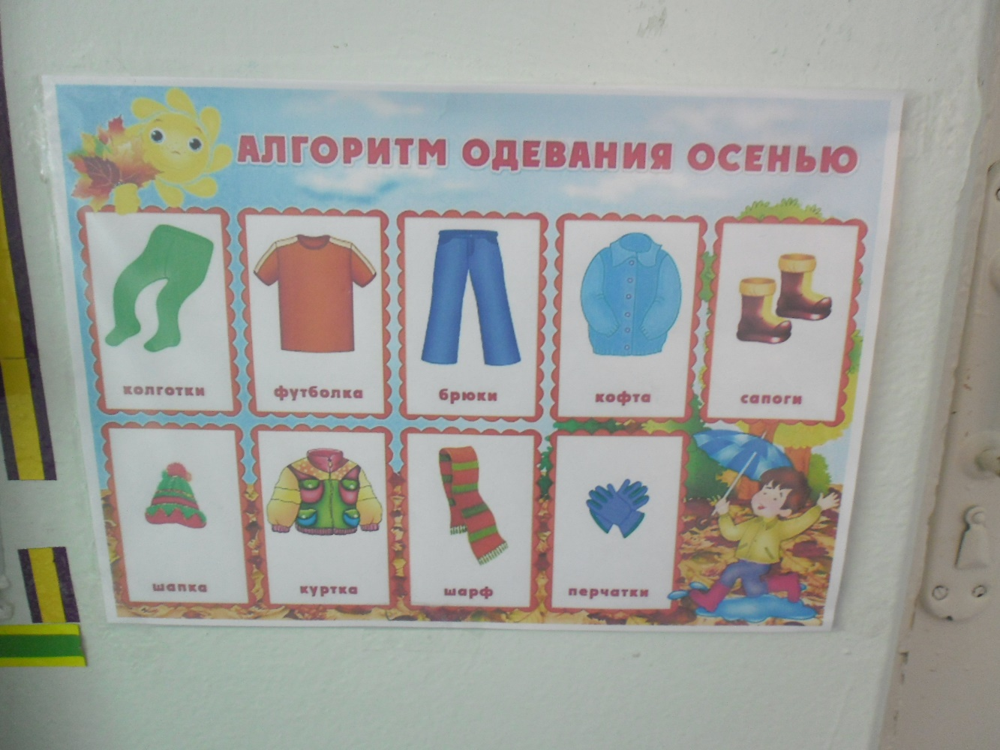 АЛГОРИТМ ОДЕВАНИЯ ОСЕНЬЮ
колготки
футболка
брюки
кофта
сапоги
шапка
куртка
шарф
перчатки